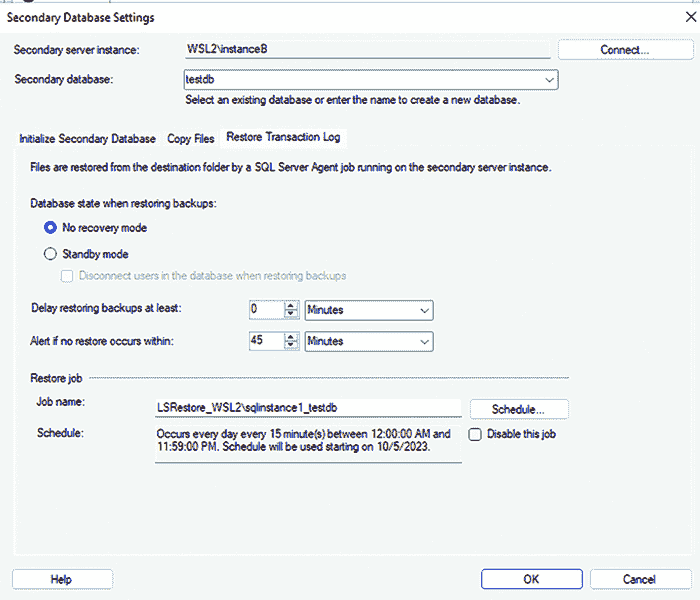 Secondary Database Settings
Secondary server instance: WSL2\instanceB Connect...
Secondary database: testdb
Select an existing database or enter the name to create a new database.
Initialize Secondary Database Copy Files Restore Transaction Log
Files are restored from the destination folder by a SQL Server Agent job running on the secondary server instance.
Database state when restoring backups:
No recovery mode
Standby mode
Disconnect users in the database when restoring backups
Delay restoring backups at least: 0 Minutes
Alert if no restore occurs within: 45 Minutes
Restore job
Job name: LSRestore_WSL2\sqlinstance1_testdb Schedule...
Schedule: Occurs every day every 15 minute(s) between 12:00:00 AM and Disable this job
11:59:00 PM. Schedule will be used starting on 10/5/2023.
Help OK Cancel